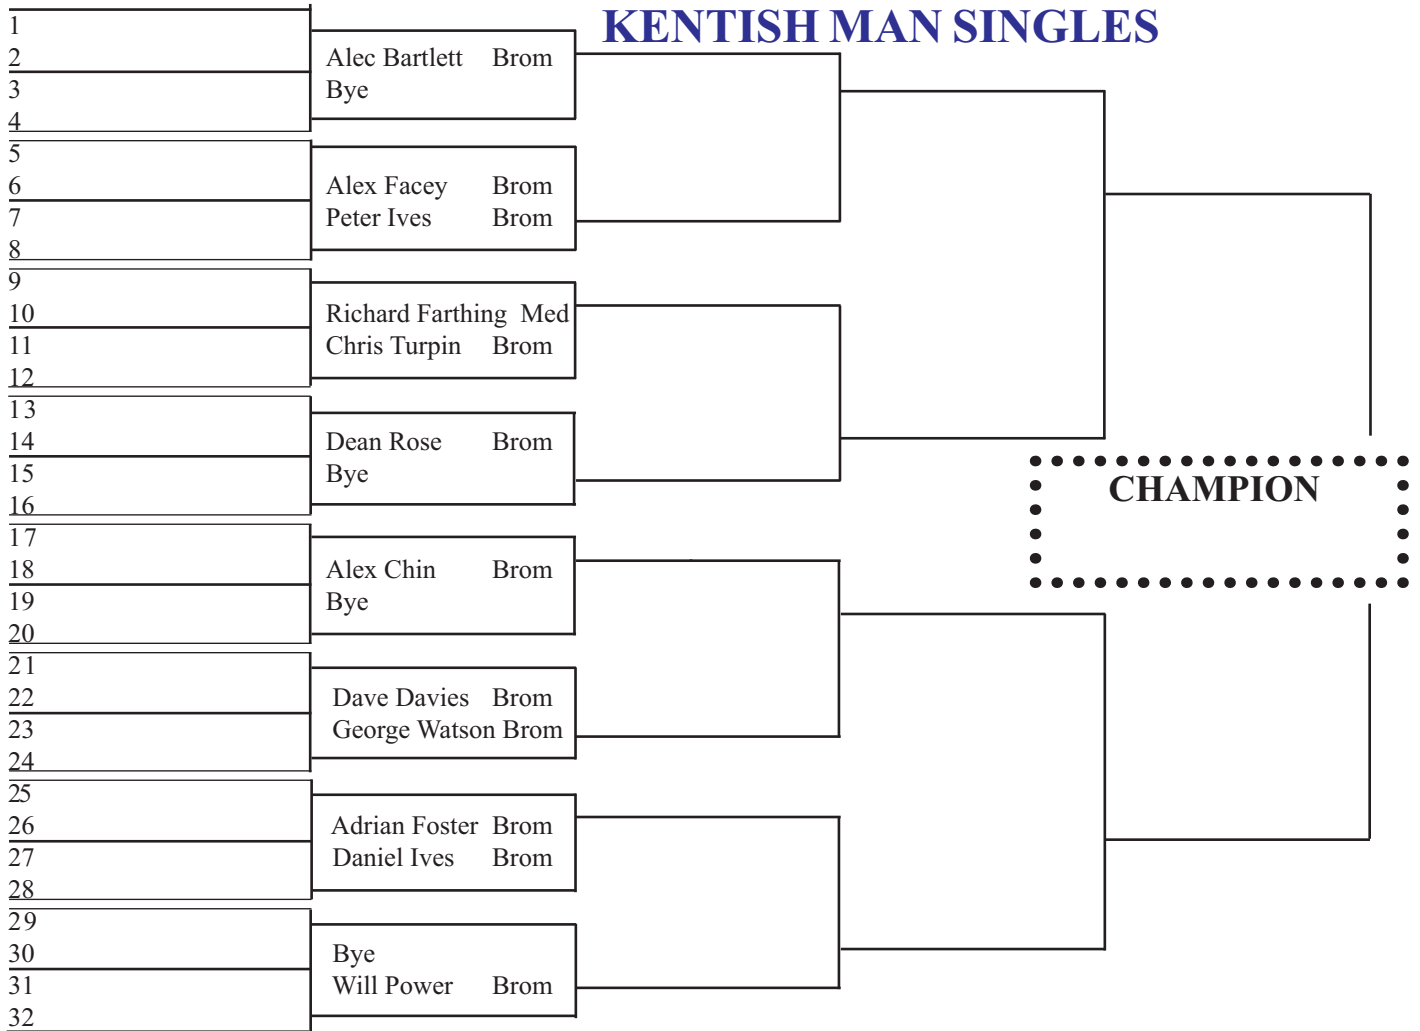 KENTISH MAN SINGLES
1
2
3
4
Alec Bartlett Brom
Bye
5
6
7
8
Alex Facey Brom
Peter Ives Brom
9
10
11
12
Richard Farthing Med
Chris Turpin Brom
13
14
15
16
Dean Rose Brom
Bye
17
18
19
20
Alex Chin Brom
Bye
21
22
23
24
Dave Davies Brom
George Watson Brom
25
26
27
28
Adrian Foster Brom
Daniel Ives Brom
29
30
31
32
Bye
Will Power Brom
CHAMPION